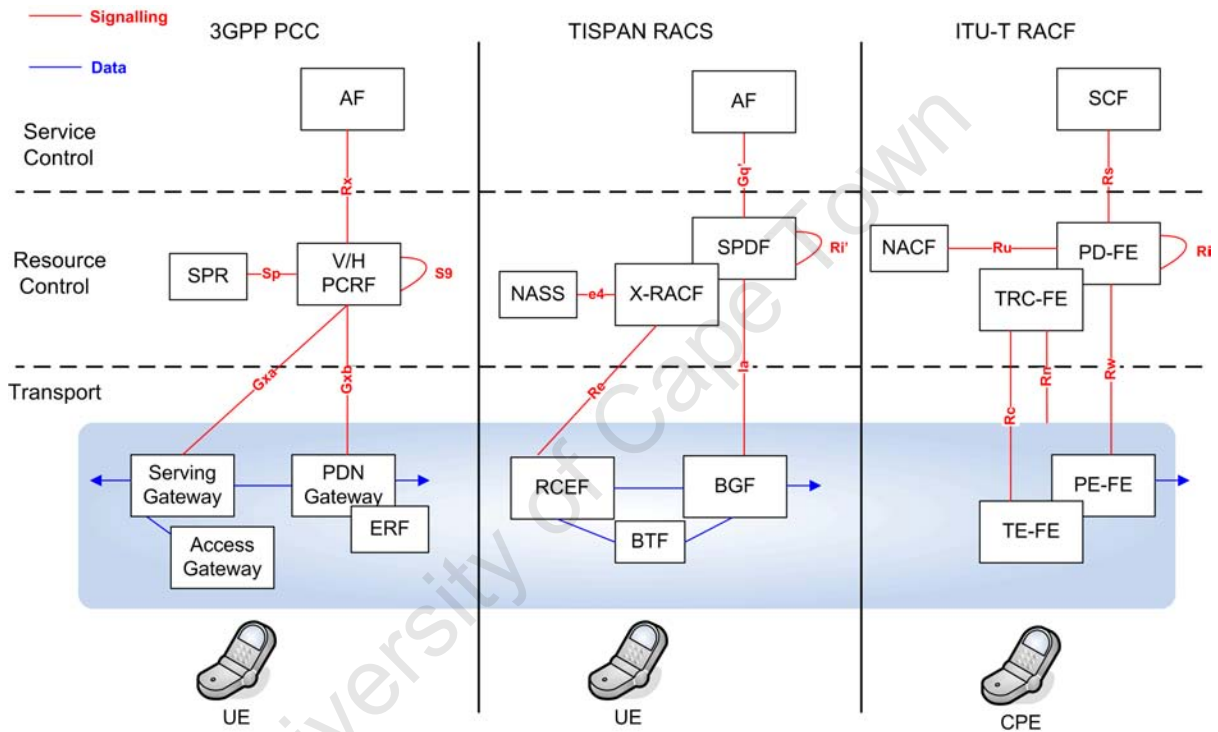 Signalling
Data
3GPP PCC
TISPAN RACS
ITU-T RACF
Service
Control
AF
AF
SCF
Rx
Gq'
Rs
Resource
Control
SPR
Sp
V/H
PCRF
S9
NASS
e4
X-RACF
SPDF
Ri'
NACF
Ru
PD-FE
TRC-FE
Ri
Transport
Gxa
Gxb
Re
Ia
Rc
Rn
Rw
Serving
Gateway
PDN
Gateway
ERF
Access
Gateway
RCEF
BGF
BTF
PE-FE
TE-FE
UE
UE
CPE
University of Cape Town